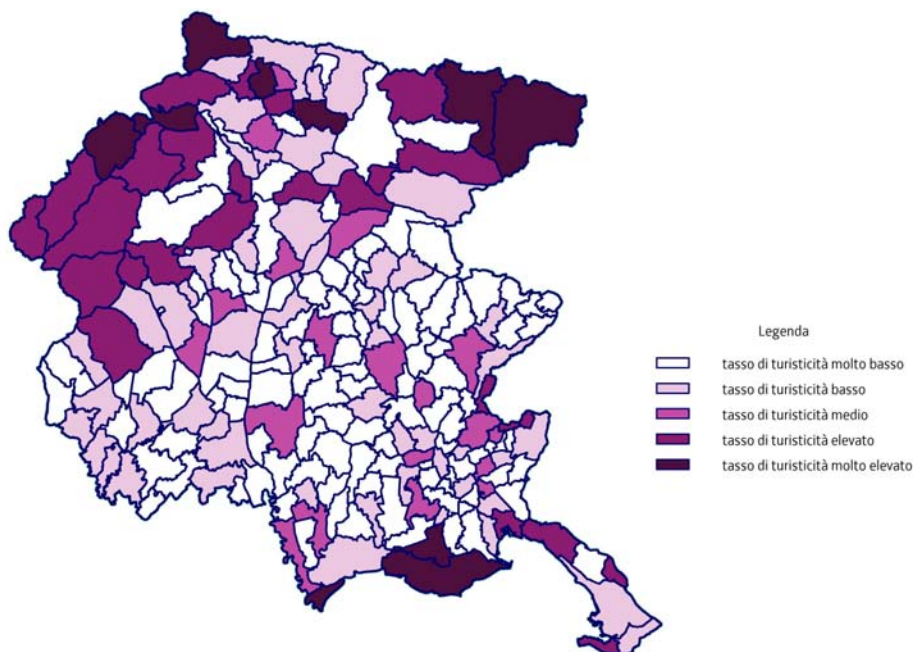 Legenda
tasso di turisticità molto basso
tasso di turisticità basso
tasso di turisticità medio
tasso di turisticità elevato
tasso di turisticità molto elevato